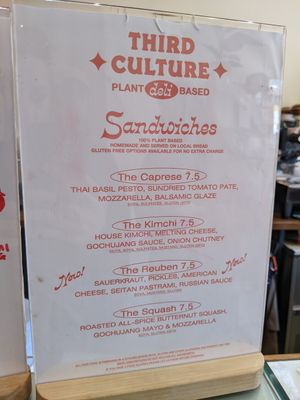 THIRD
CULTURE
PLANT deli BASED
Sandwiches
100% PLANT BASED
HOMEMADE AND SERVED ON LOCAL BREAD
GLUTEN FREE OPTIONS AVAILABLE FOR NO EXTRA CHARGE
The Caprese 7.5
THAI BASIL PESTO, SUNDRIED TOMATO PATE,
MOZZARELLA, BALSAMIC GLAZE
The Kimchi 7.5
HOUSE KIMCHI, MELTING CHEESE,
GOCHUJANG SAUCE, ONION CHUTNEY
New!
The Reuben 7.5
SAUERKRAUT, PICKLES, AMERICAN
CHEESE, SEITAN PASTRAMI, RUSSIAN SAUCE
New!
The Squash 7.5
ROASTED ALL-SPICE BUTTERNUT SQUASH,
GOCHUJANG MAYO & MOZZARELLA